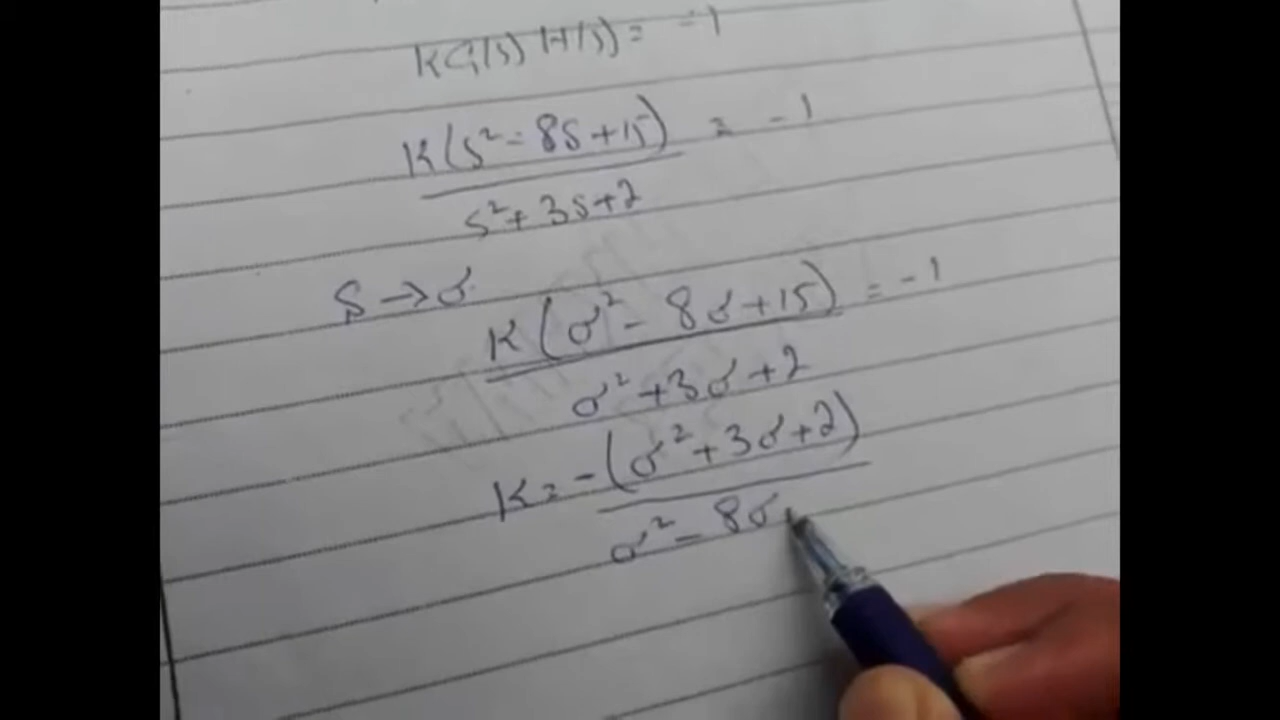 KG(s) H(s) = -1
K(s² - 8s + 15) = -1
s² + 3s + 2
s → σ
K(σ² - 8σ + 15) = -1
σ² + 3σ + 2
K = -(σ² + 3σ + 2)
σ² - 8σ